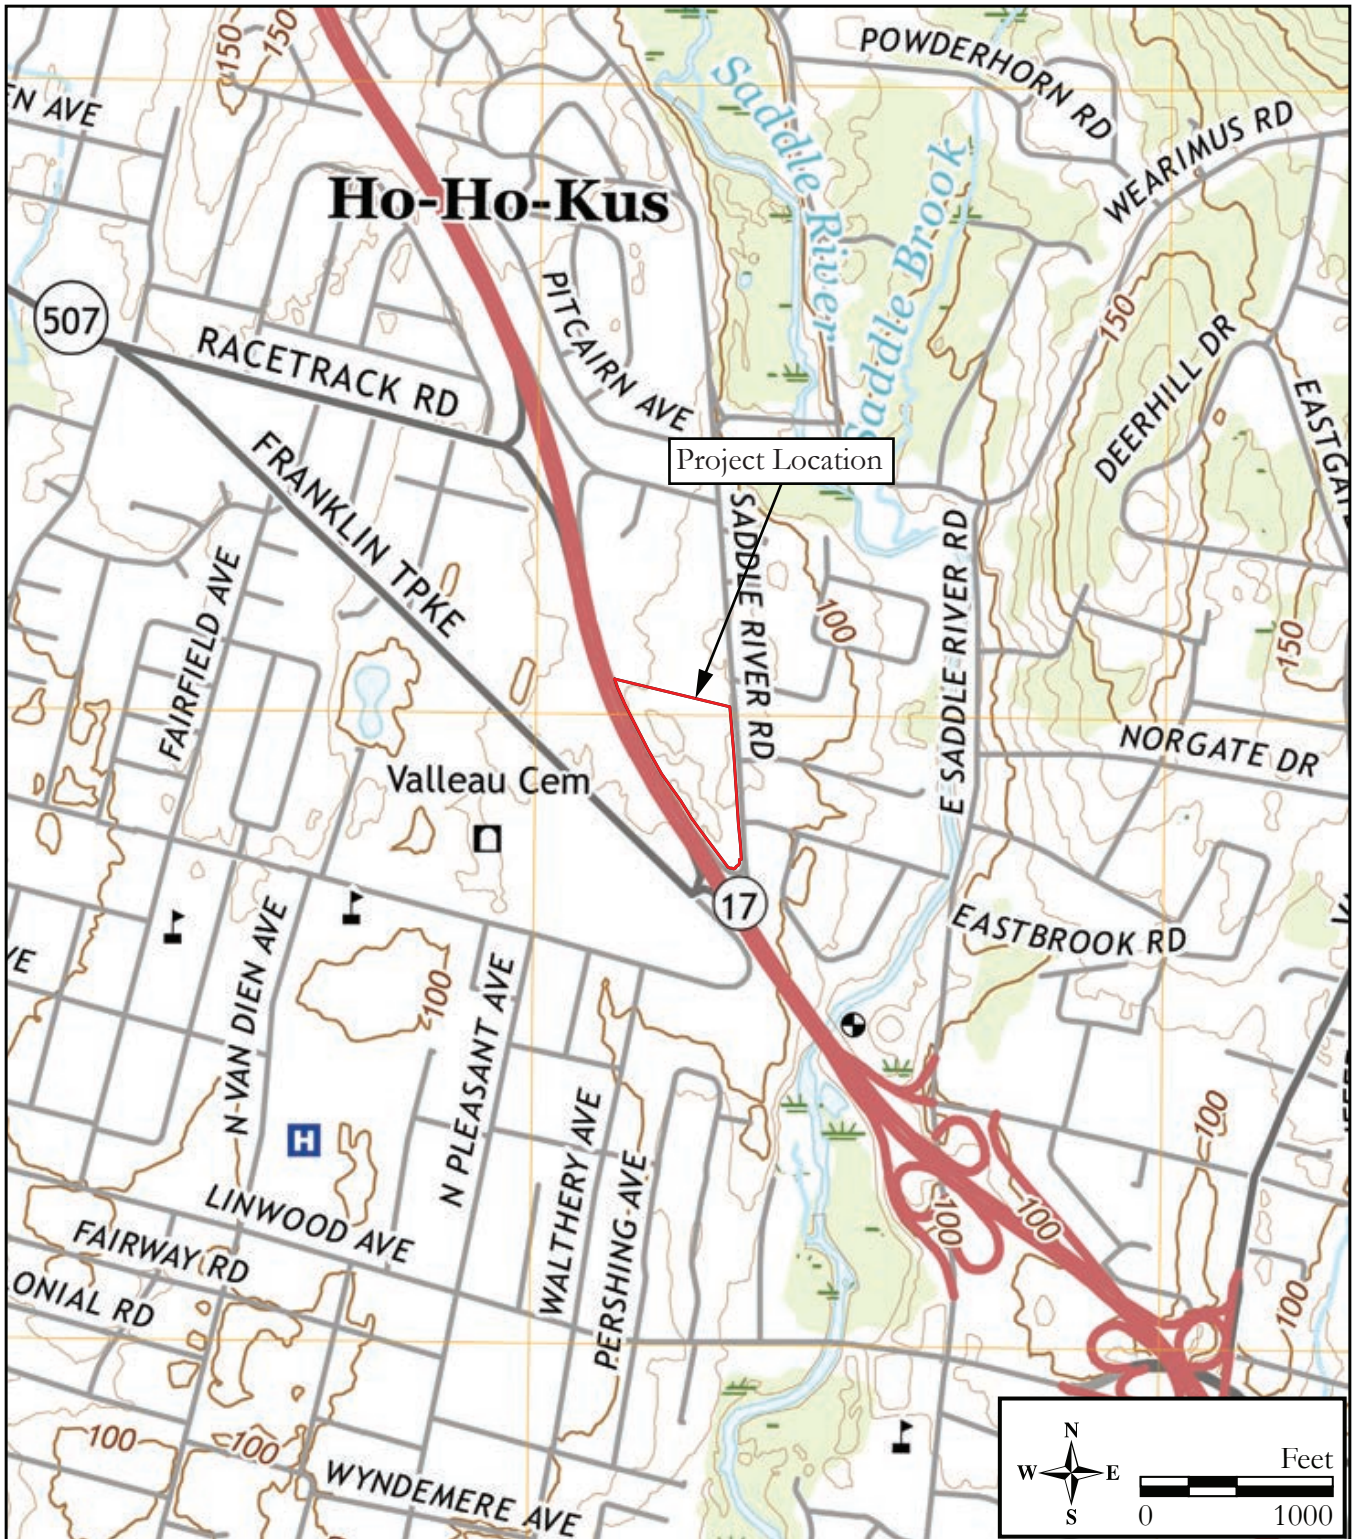 150
150
POWDERHORN RD
EN AVE
Saddle River
Saddle Brook
WEARIMUS RD
Ho-Ho-Kus
507
PITCAIRN AVE
150
RACETRACK RD
DEERHILL DR
EASTGAT
FRANKLIN TPKE
Project Location
SADDLE RIVER RD
E SADDLE RIVER RD
FAIRFIELD AVE
100
150
NORGATE DR
Valleau Cem
17
EASTBROOK RD
VE
N VAN DIEN AVE
100
N PLEASANT AVE
H
WALTHERY AVE
PERSHING AVE
100
100
100
100
LINWOOD AVE
FAIRWAY RD
ONIAL RD
100
100
WYNDEMERE AVE
N
W E
S
Feet
0 1000